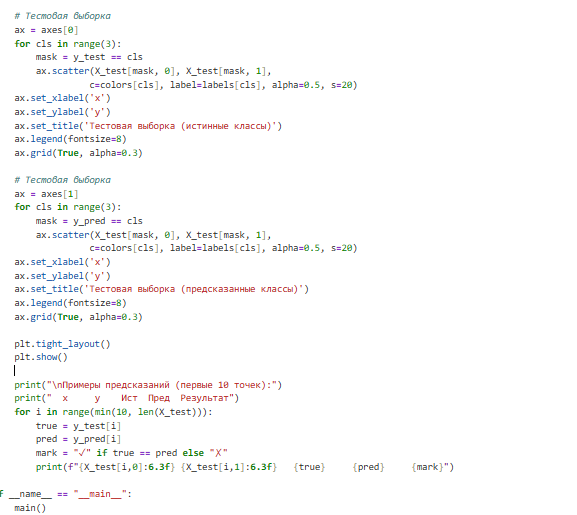 # Тестовая выборка
ax = axes[0]
for cls in range(3):
    mask = y_test == cls
    ax.scatter(X_test[mask, 0], X_test[mask, 1],
              c=colors[cls], label=labels[cls], alpha=0.5, s=20)
ax.set_xlabel('x')
ax.set_ylabel('y')
ax.set_title('Тестовая выборка (истинные классы)')
ax.legend(fontsize=8)
ax.grid(True, alpha=0.3)

# Тестовая выборка
ax = axes[1]
for cls in range(3):
    mask = y_pred == cls
    ax.scatter(X_test[mask, 0], X_test[mask, 1],
              c=colors[cls], label=labels[cls], alpha=0.5, s=20)
ax.set_xlabel('x')
ax.set_ylabel('y')
ax.set_title('Тестовая выборка (предсказанные классы)')
ax.legend(fontsize=8)
ax.grid(True, alpha=0.3)

plt.tight_layout()
plt.show()

print("\nПримеры предсказаний (первые 10 точек):")
print("  x     y    Ист  Пред  Результат")
for i in range(min(10, len(X_test))):
    true = y_test[i]
    pred = y_pred[i]
    mark = "✓" if true == pred else "✗"
    print(f"{X_test[i,0]:6.3f} {X_test[i,1]:6.3f}   {true}     {pred}     {mark}")

f __name__ == "__main__":
main()